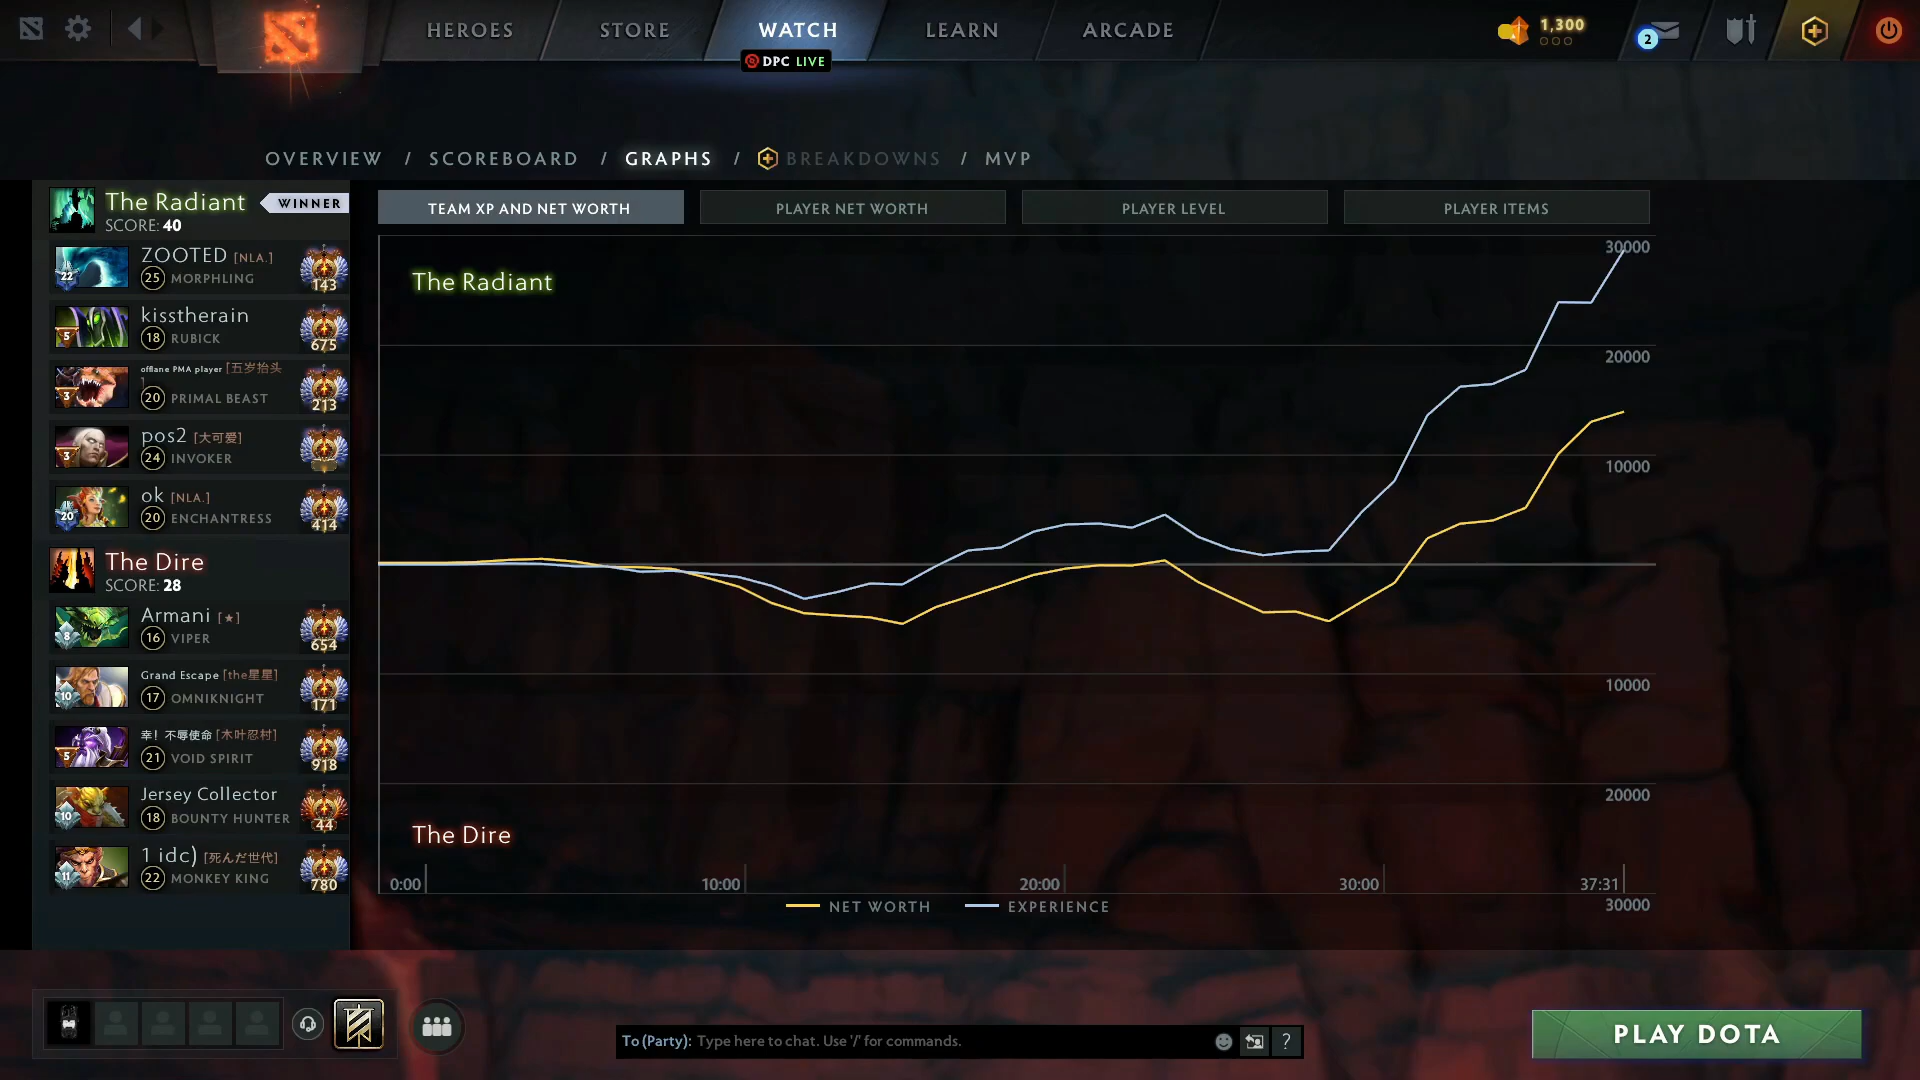 HEROES
STORE
WATCH
LEARN
ARCADE
1,300
2
DPC LIVE
OVERVIEW / SCOREBOARD / GRAPHS / BREAKDOWNS / MVP
The Radiant
WINNER
SCORE: 40
22
ZOOTED [NLA.]
25 MORPHLING
143
5
kisstherain
18 RUBICK
675
3
offlane PMA player [五岁抬头
]
20 PRIMAL BEAST
213
3
pos2 [大可爱]
24 INVOKER
20
ok [NLA.]
20 ENCHANTRESS
414
The Dire
SCORE: 28
8
Armani [★]
16 VIPER
654
10
Grand Escape [the星星]
17 OMNIKNIGHT
171
5
幸！不辱使命 [木叶忍村]
21 VOID SPIRIT
918
10
Jersey Collector
18 BOUNTY HUNTER
44
11
1 idc) [死んだ世代]
22 MONKEY KING
780
TEAM XP AND NET WORTH
PLAYER NET WORTH
PLAYER LEVEL
PLAYER ITEMS
The Radiant
30000
20000
10000
10000
20000
The Dire
0:00
10:00
20:00
30:00
37:31
30000
NET WORTH
EXPERIENCE
To (Party): Type here to chat. Use '/' for commands.
?
PLAY DOTA